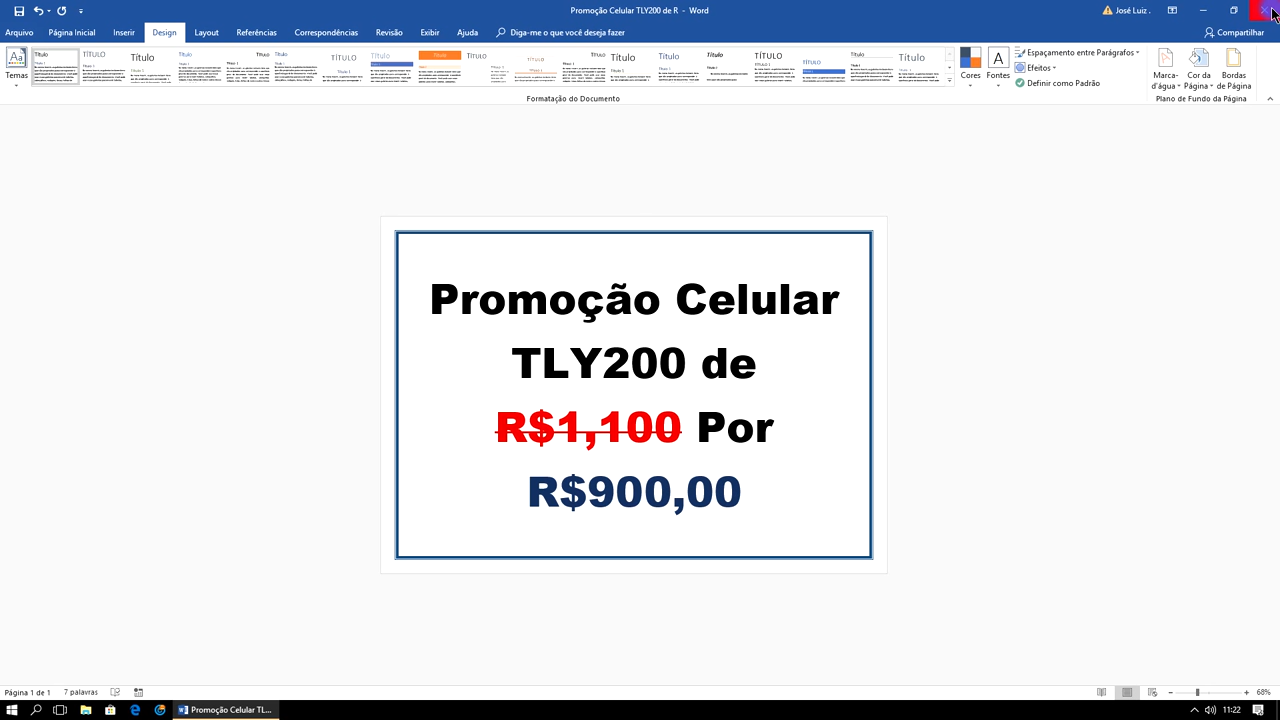 Promoção Celular TLY200 de R - Word
José Luiz .
Arquivo Página Inicial Inserir Design Layout Referências Correspondências Revisão Exibir Ajuda Diga-me o que você deseja fazer Compartilhar
Temas
Cores
Fontes
Espaçamento entre Parágrafos
Efeitos
Definir como Padrão
Marca-d'água
Cor da Página
Bordas de Página
Formatação do Documento
Plano de Fundo da Página
Promoção Celular
TLY200 de
R$1,100 Por
R$900,00
Página 1 de 1 7 palavras 68%
Promoção Celular TL... 11:22